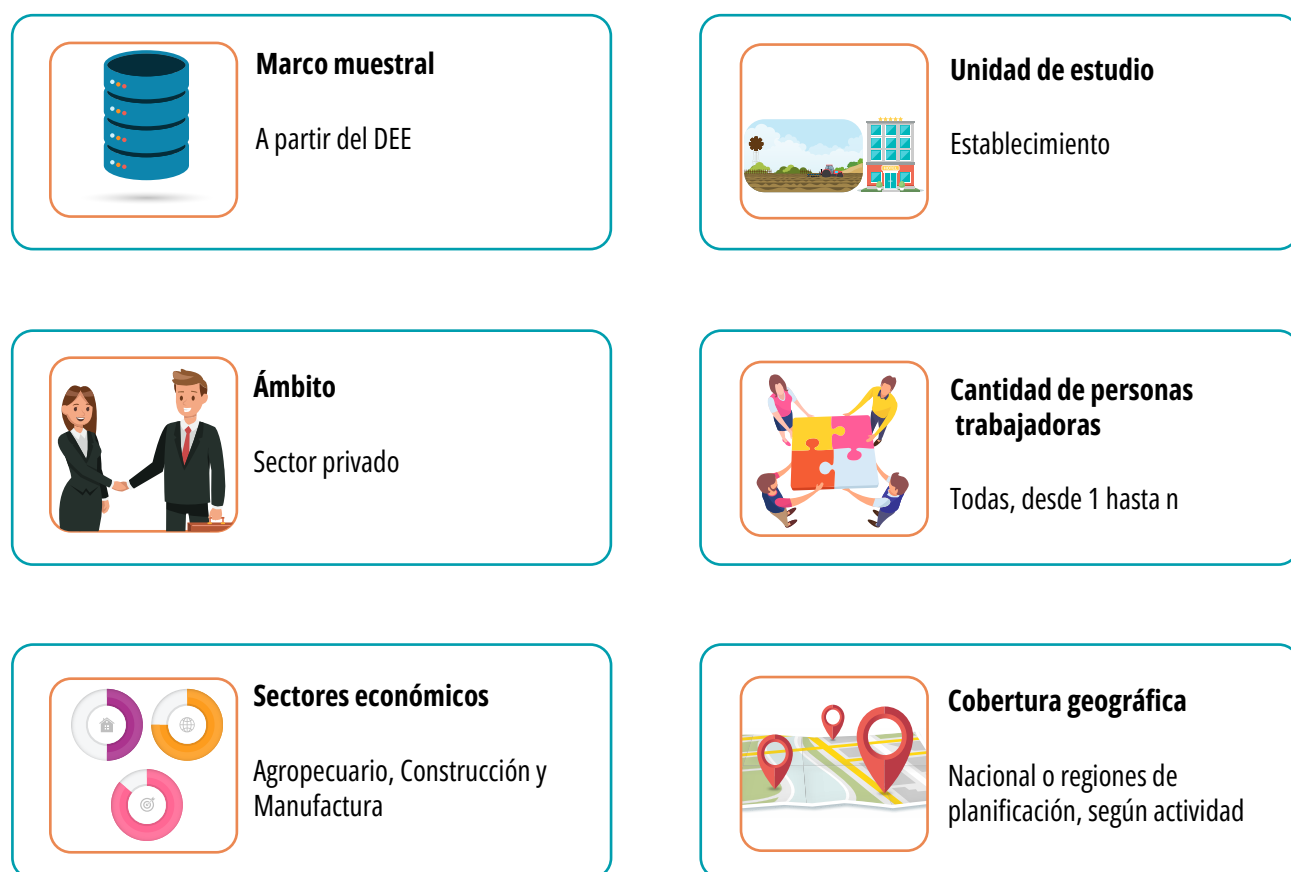 Marco muestral
A partir del DEE
Unidad de estudio
Establecimiento
Ámbito
Sector privado
Cantidad de personas
trabajadoras
Todas, desde 1 hasta n
Sectores económicos
Agropecuario, Construcción y
Manufactura
Cobertura geográfica
Nacional o regiones de
planificación, según actividad